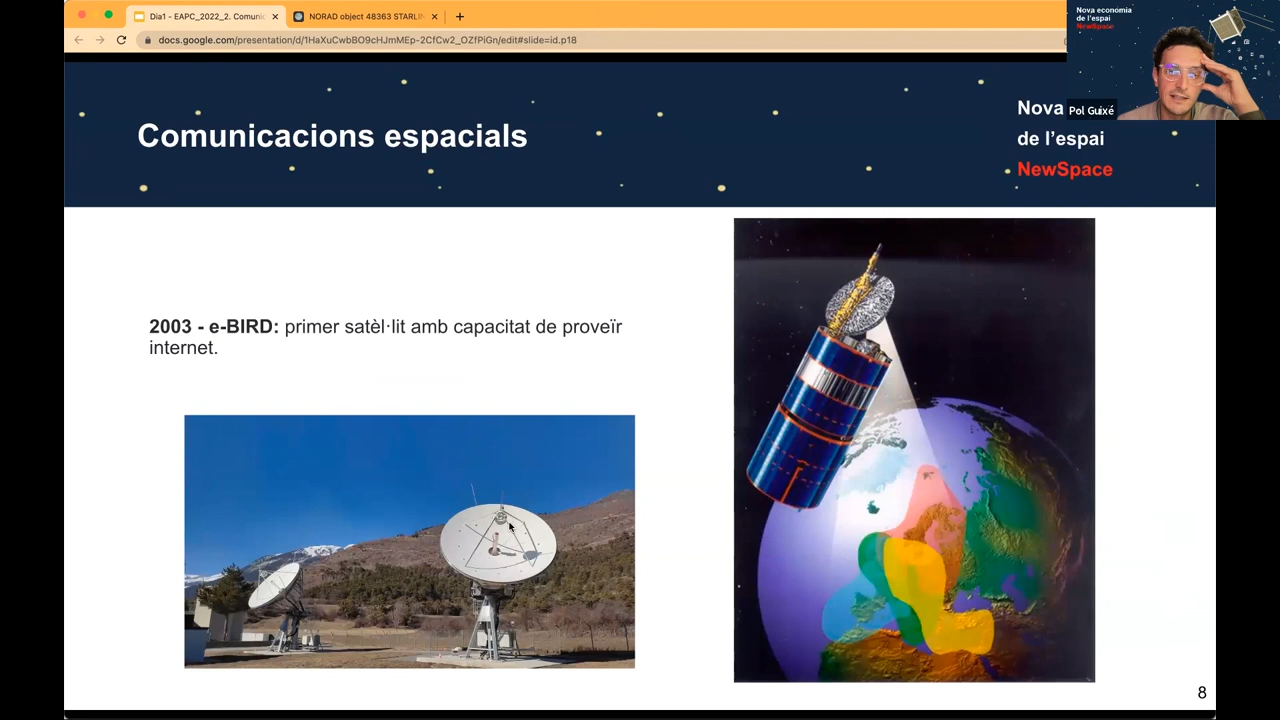 Dia1 - EAPC_2022_2. Comunic
NORAD object 48363 STARLIN
docs.google.com/presentation/d/1HaXuCwbBO9cHJmMEp-2CfCw2_OZfPiGn/edit#slide=id.p18
Nova economia
de l'espai
NewSpace
Pol Guixé
Comunicacions espacials
Nova
de l'espai
NewSpace
2003 - e-BIRD: primer satèl·lit amb capacitat de proveïr
internet.
8